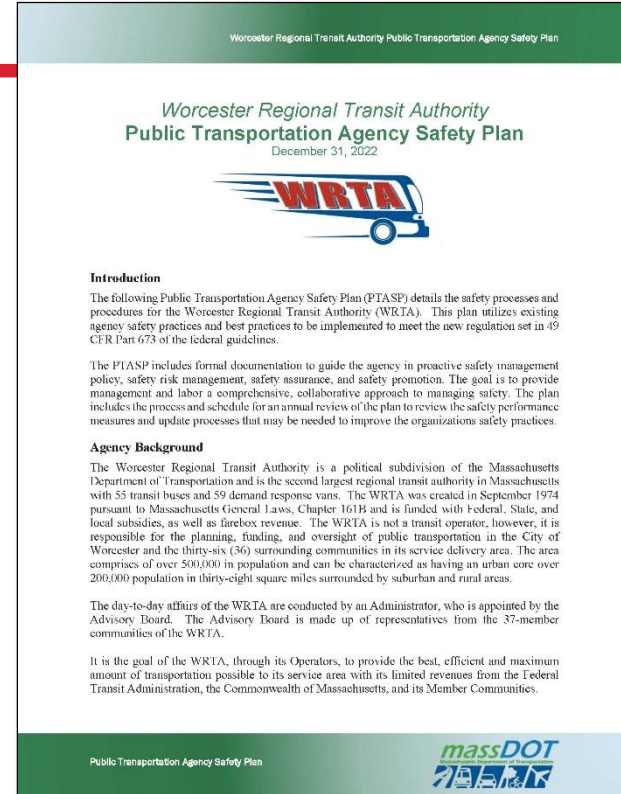 Worcester Regional Transit Authority Public Transportation Agency Safety Plan
Worcester Regional Transit Authority
Public Transportation Agency Safety Plan
December 31, 2022
WRTA
Introduction
The following Public Transportation Agency Safety Plan (PTASP) details the safety processes and
procedures for the Worcester Regional Transit Authority (WRTA). This plan utilizes existing
agency safety practices and best practices to be implemented to meet the new regulation set in 49
CFR Part 673 of the federal guidelines.
The PTASP includes formal documentation to guide the agency in proactive safety management
policy, safety risk management, safety assurance, and safety promotion. The goal is to provide
management and labor a comprehensive, collaborative approach to managing safety. The plan
includes the process and schedule for an annual review of the plan to review the safety performance
measures and update processes that may be needed to improve the organizations safety practices.
Agency Background
The Worcester Regional Transit Authority is a political subdivision of the Massachusetts
Department of Transportation and is the second largest regional transit authority in Massachusetts
with 55 transit buses and 59 demand response vans. The WRTA was created in September 1974
pursuant to Massachusetts General Laws, Chapter 161B and is funded with Federal, State, and
local subsidies, as well as farebox revenue. The WRTA is not a transit operator, however, it is
responsible for the planning, funding, and oversight of public transportation in the City of
Worcester and the thirty-six (36) surrounding communities in its service delivery area. The area
comprises of over 500,000 in population and can be characterized as having an urban core over
200,000 population in thirty-eight square miles surrounded by suburban and rural areas.
The day-to-day affairs of the WRTA are conducted by an Administrator, who is appointed by the
Advisory Board. The Advisory Board is made up of representatives from the 37-member
communities of the WRTA.
It is the goal of the WRTA, through its Operators, to provide the best, efficient and maximum
amount of transportation possible to its service area with its limited revenues from the Federal
Transit Administration, the Commonwealth of Massachusetts, and its Member Communities.
Public Transportation Agency Safety Plan
massDOT
Massachusetts Department of Transportation